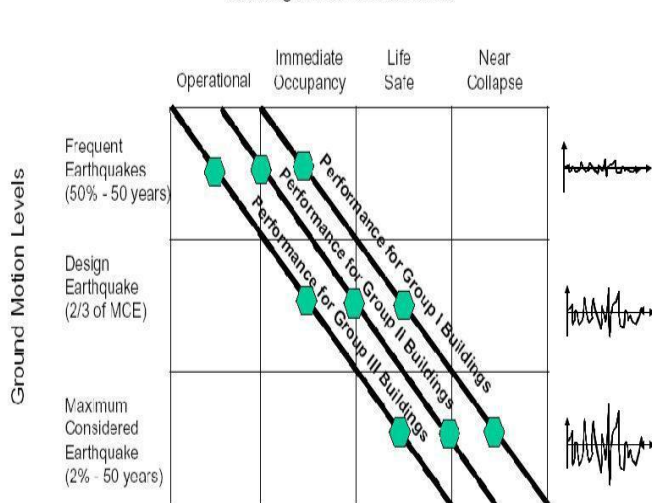 Operational
Immediate
Occupancy
Life
Safe
Near
Collapse
Ground Motion Levels
Frequent
Earthquakes
(50% - 50 years)
Design
Earthquake
(2/3 of MCE)
Maximum
Considered
Earthquake
(2% - 50 years)
Performance for Group I Buildings
Performance for Group II Buildings
Performance for Group III Buildings